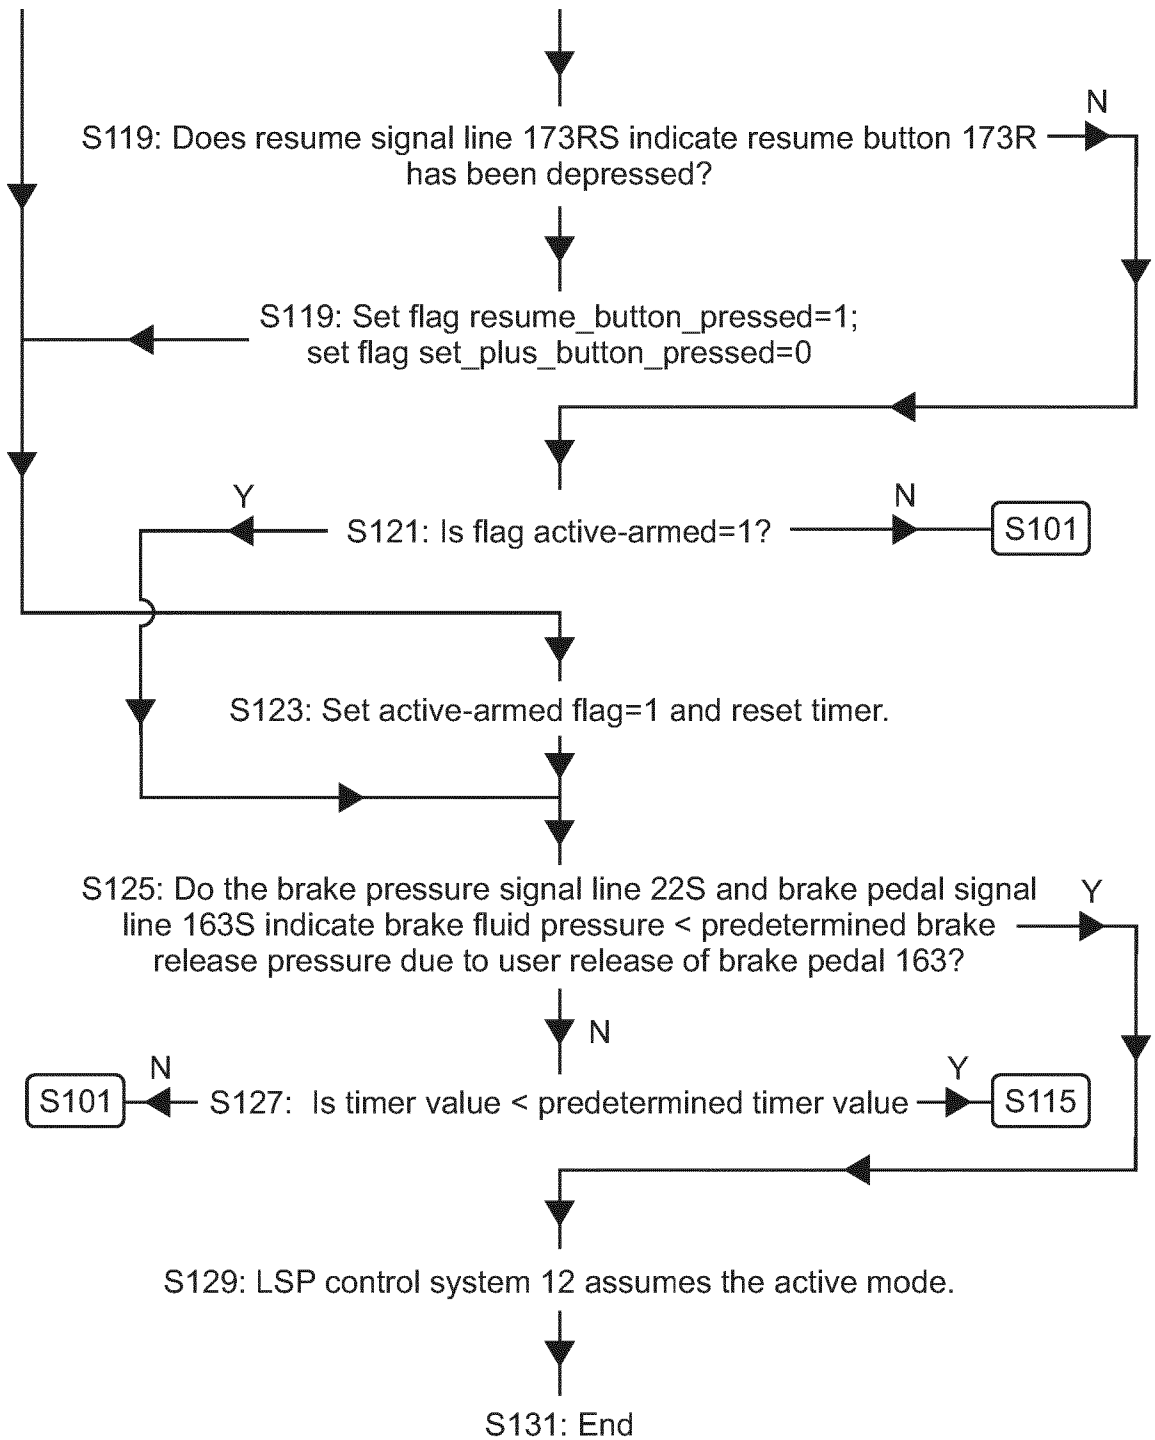 N
S119: Does resume signal line 173RS indicate resume button 173R
has been depressed?
S119: Set flag resume_button_pressed=1;
set flag set_plus_button_pressed=0
Y
N
S121: Is flag active-armed=1?
S101
S123: Set active-armed flag=1 and reset timer.
S125: Do the brake pressure signal line 22S and brake pedal signal
line 163S indicate brake fluid pressure < predetermined brake
release pressure due to user release of brake pedal 163?
Y
N
N
Y
S101
S127: Is timer value < predetermined timer value
S115
S129: LSP control system 12 assumes the active mode.
S131: End